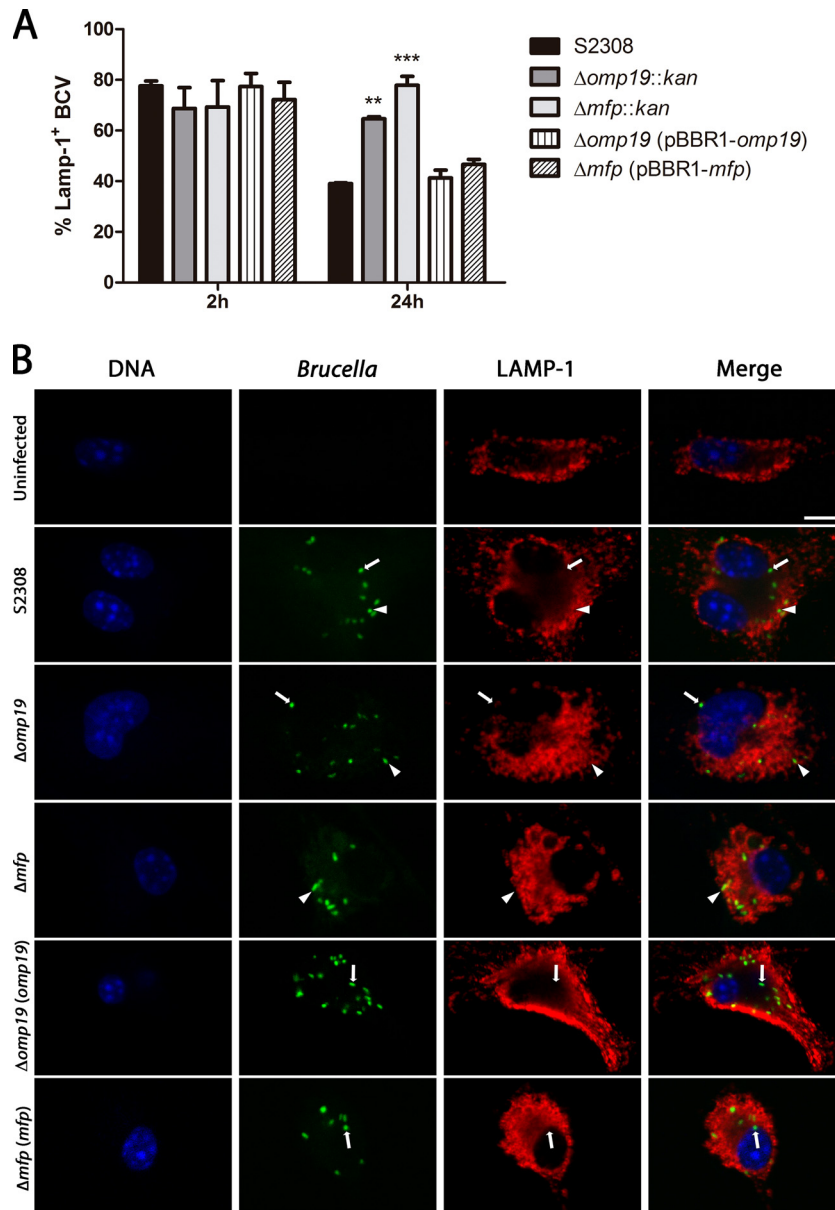 A
100
80
60
40
20
0
% Lamp-1⁺ BCV
2h
24h
**
***
S2308
Δomp19::kan
Δmfp::kan
Δomp19 (pBBR1-omp19)
Δmfp (pBBR1-mfp)
B
DNA
Brucella
LAMP-1
Merge
Uninfected
S2308
Δomp19
Δmfp
Δomp19 (omp19)
Δmfp (mfp)